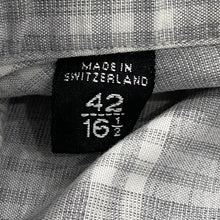 MADE IN
SWITZERLAND
42
16 1/2